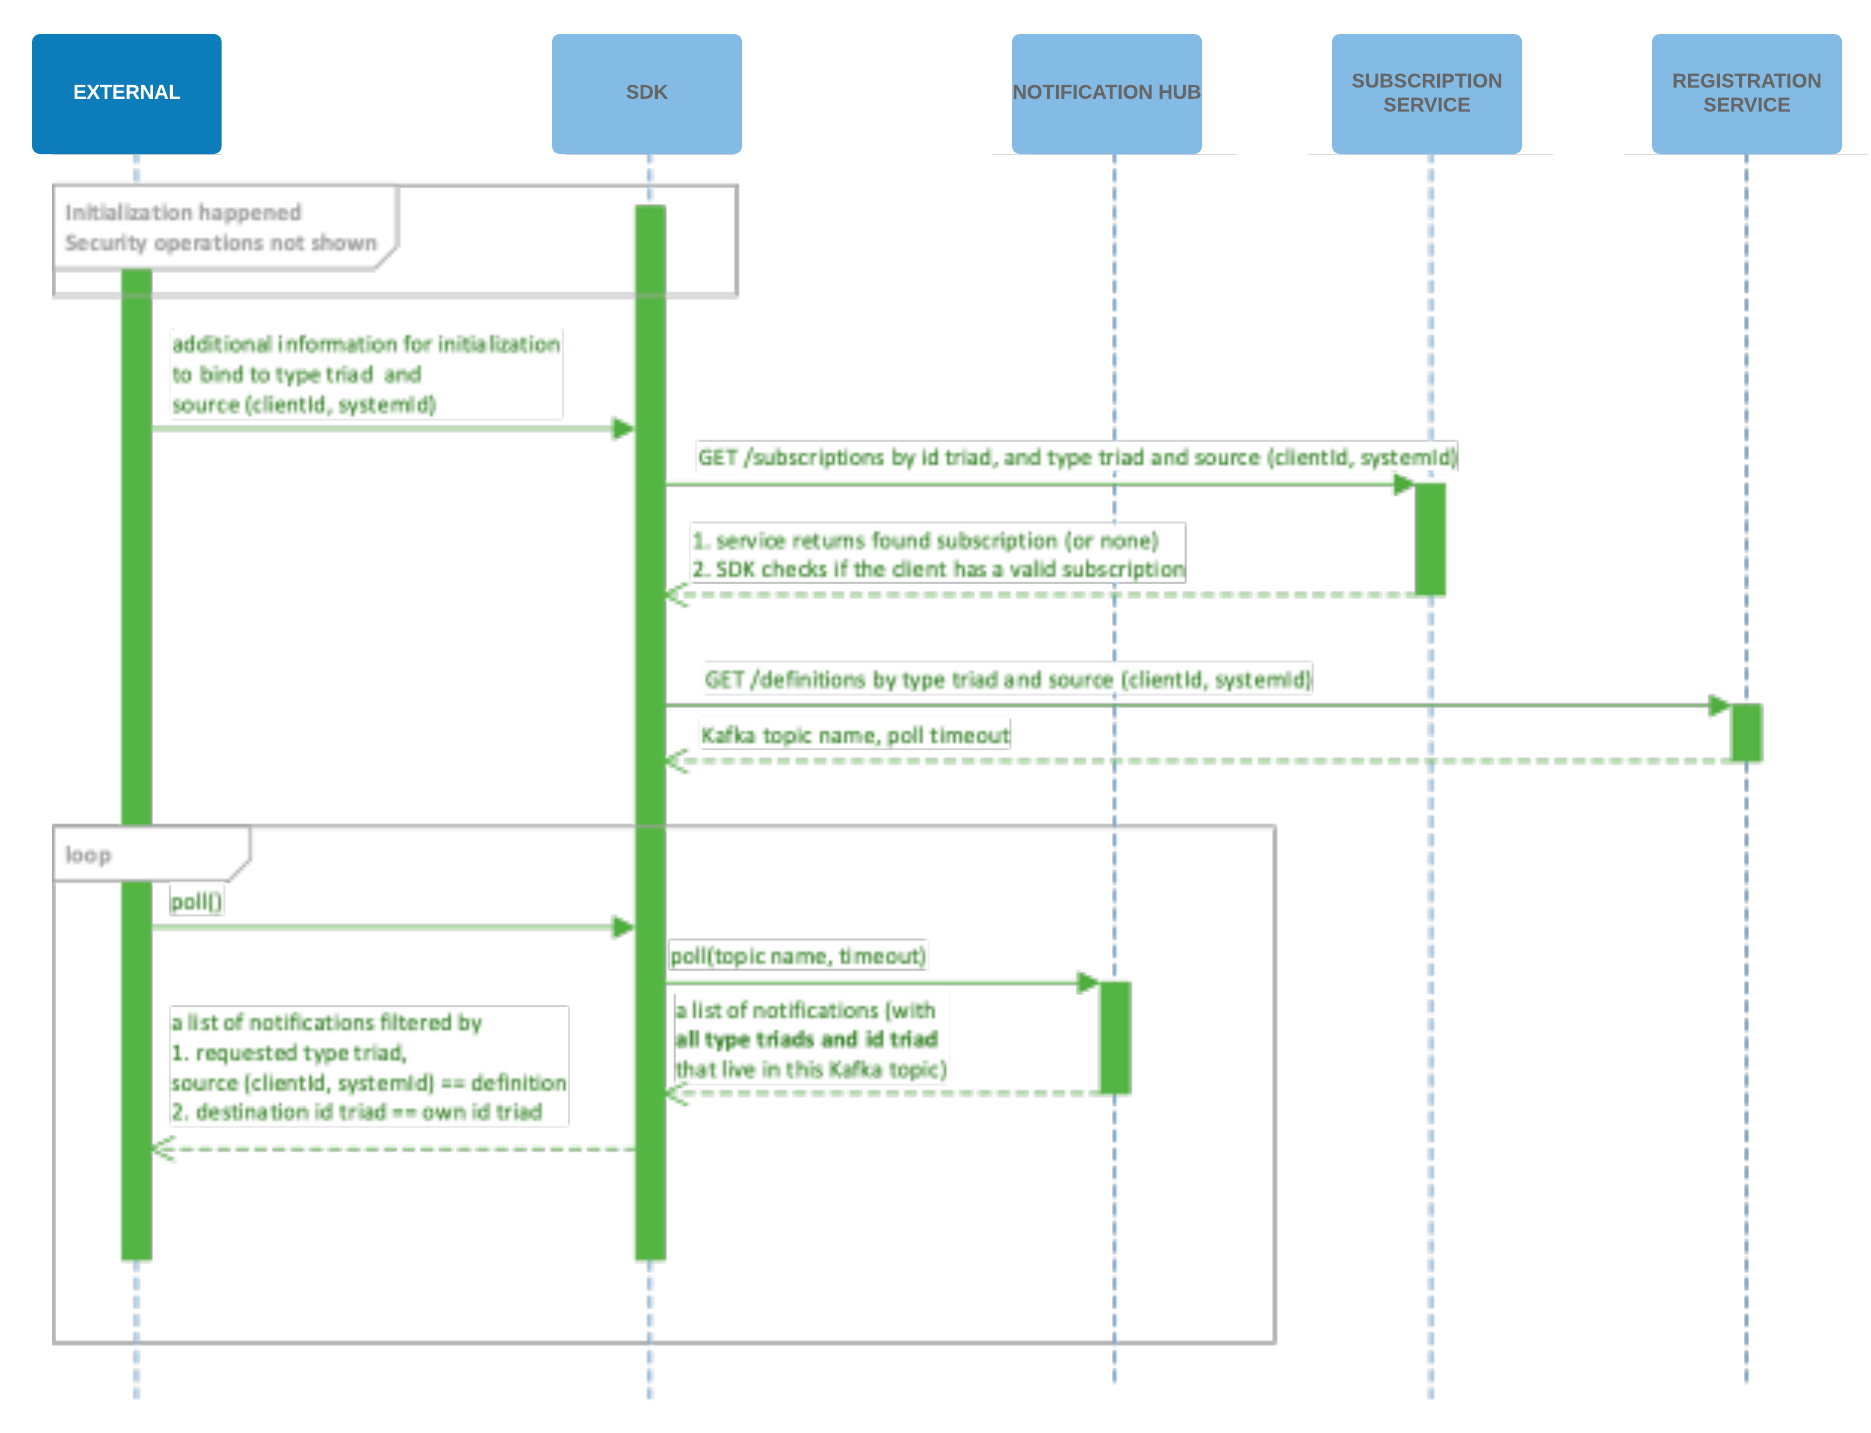 EXTERNAL
SDK
NOTIFICATION HUB
SUBSCRIPTION
SERVICE
REGISTRATION
SERVICE
Initialization happened
Security operations not shown
additional information for initialization
to bind to type triad and
source (clientId, systemId)
GET /subscriptions by id triad, and type triad and source (clientId, systemId)
1. service returns found subscription (or none)
2. SDK checks if the client has a valid subscription
GET /definitions by type triad and source (clientId, systemId)
Kafka topic name, poll timeout
loop
poll()
poll(topic name, timeout)
a list of notifications (with
all type triads and id triad
that live in this Kafka topic)
a list of notifications filtered by
1. requested type triad,
source (clientId, systemId) == definition
2. destination id triad == own id triad